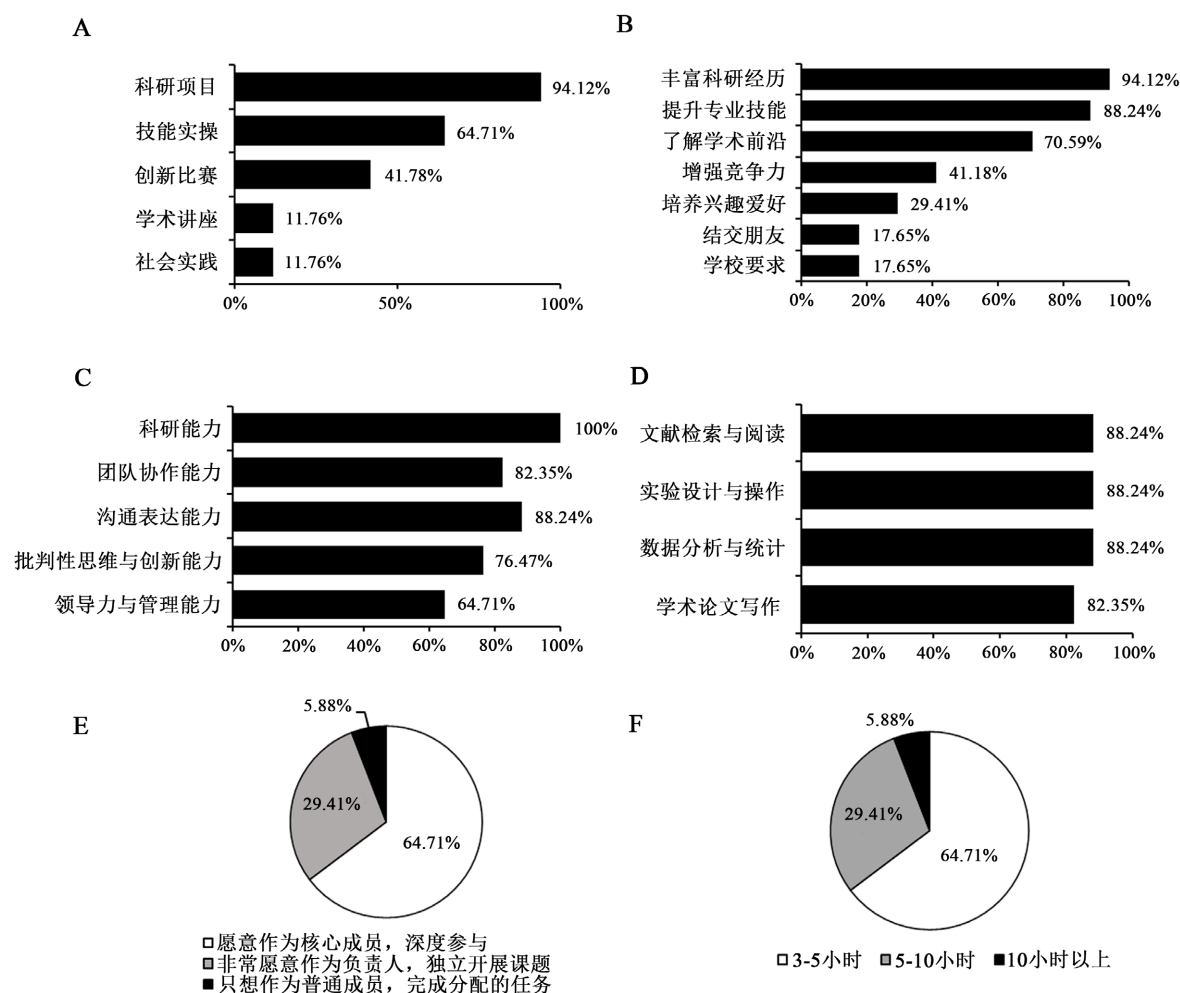 A
科研项目 94.12%
技能实操 64.71%
创新比赛 41.78%
学术讲座 11.76%
社会实践 11.76%
0% 50% 100%
B
丰富科研经历 94.12%
提升专业技能 88.24%
了解学术前沿 70.59%
增强竞争力 41.18%
培养兴趣爱好 29.41%
结交朋友 17.65%
学校要求 17.65%
0% 20% 40% 60% 80% 100%
C
科研能力 100%
团队协作能力 82.35%
沟通表达能力 88.24%
批判性思维与创新能力 76.47%
领导力与管理能力 64.71%
0% 20% 40% 60% 80% 100%
D
文献检索与阅读 88.24%
实验设计与操作 88.24%
数据分析与统计 88.24%
学术论文写作 82.35%
0% 20% 40% 60% 80% 100%
E
5.88%
29.41%
64.71%
愿意作为核心成员，深度参与
非常愿意作为负责人，独立开展课题
只想作为普通成员，完成分配的任务
F
5.88%
29.41%
64.71%
3-5小时 5-10小时 10小时以上